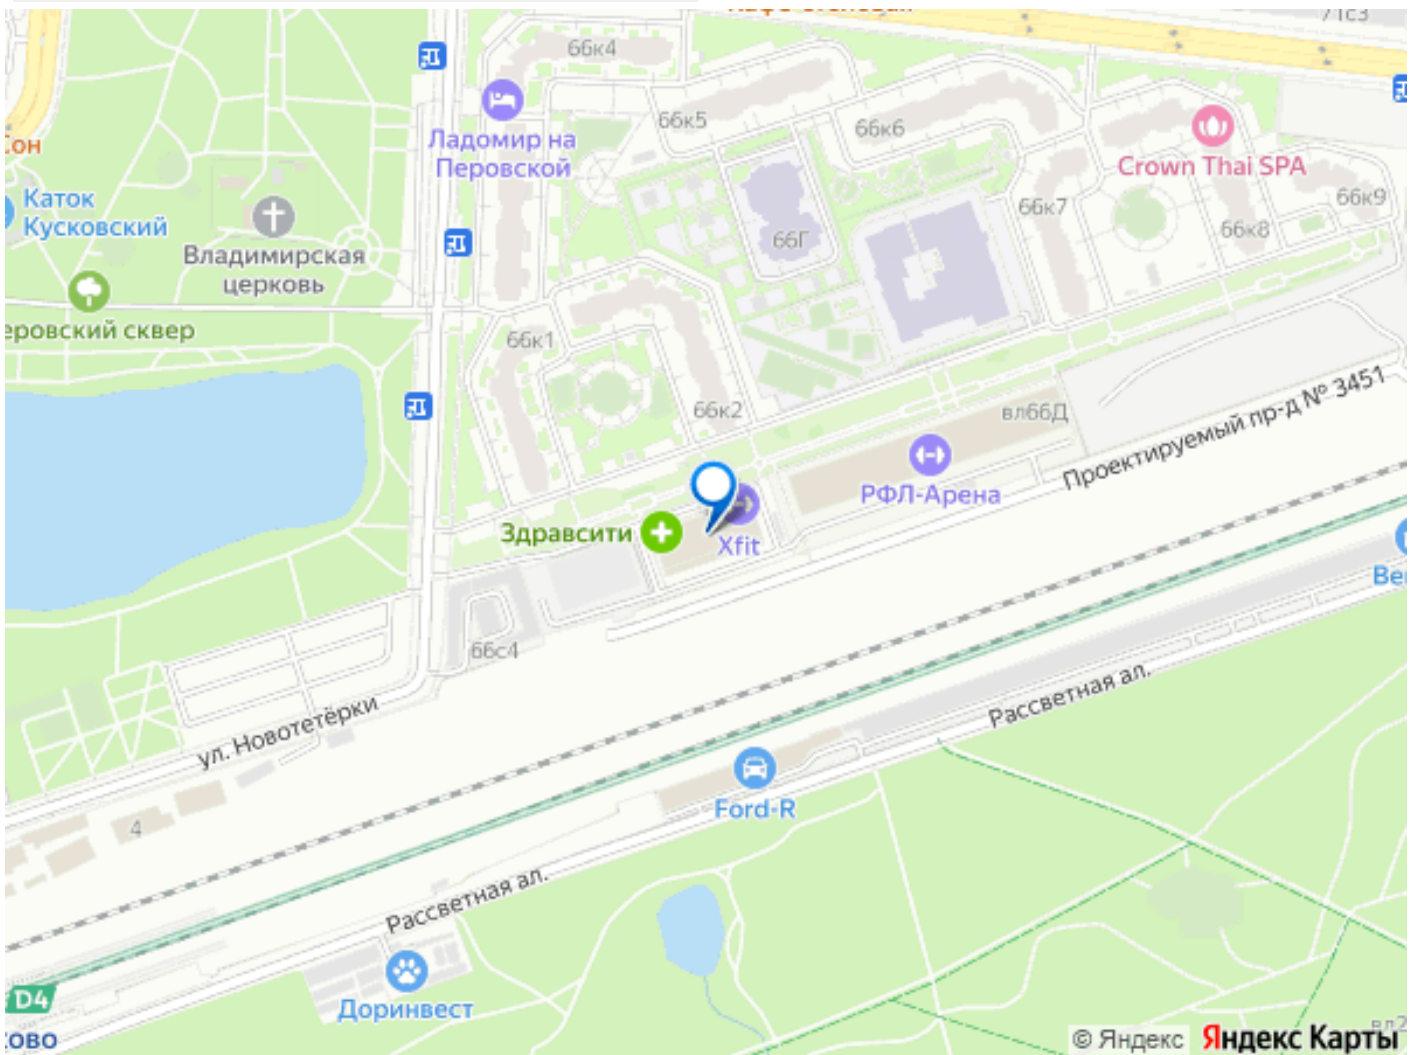 71с3
66к4
66к5
66к6
Ладомир на
Перовской
Crown Thai SPA
Каток
Кусковский
66к7
66к9
66к8
66Г
Владимирская
церковь
еровский сквер
66к1
66к2
вл66Д
Проектируемый пр-д № 3451
РФЛ-Арена
Здравсити
Xfit
66с4
ул. Новотетёрки
Рассветная ал.
Ford-R
4
Рассветная ал.
Доринвест
D4
© Яндекс Яндекс Карты